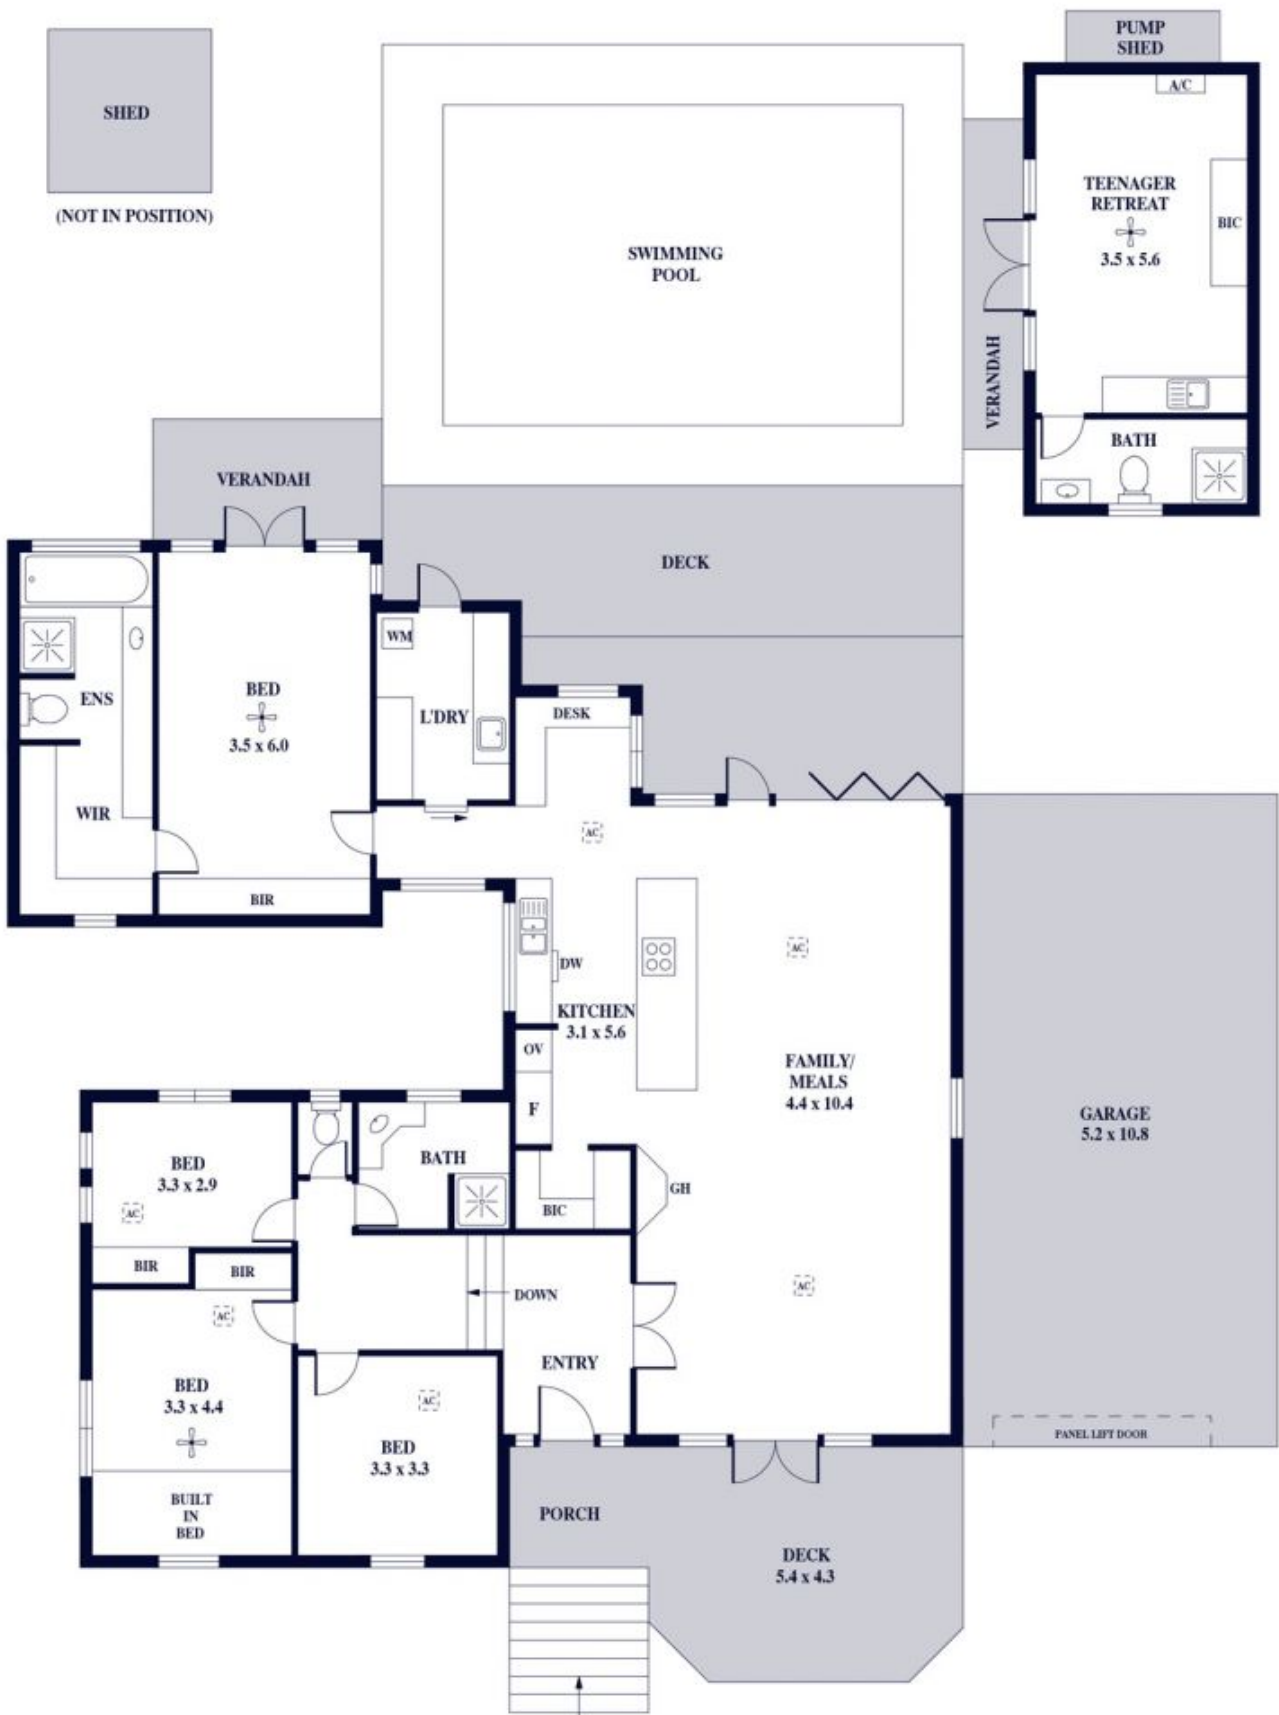 PUMP
SHED
SHED
(NOT IN POSITION)
A/C
TEENAGER
RETREAT
3.5 x 5.6
BIC
SWIMMING
POOL
VERANDAH
BATH
VERANDAH
DECK
WM
ENS
BED
3.5 x 6.0
L'DRY
DESK
WIR
AC
BIR
AC
DW
KITCHEN
3.1 x 5.6
OV
F
FAMILY/
MEALS
4.4 x 10.4
GARAGE
5.2 x 10.8
BED
3.3 x 2.9
AC
BATH
GH
BIC
BIR
BIR
AC
DOWN
AC
ENTRY
BED
3.3 x 4.4
AC
BED
3.3 x 3.3
PANEL LIFT DOOR
BUILT
IN
BED
PORCH
DECK
5.4 x 4.3